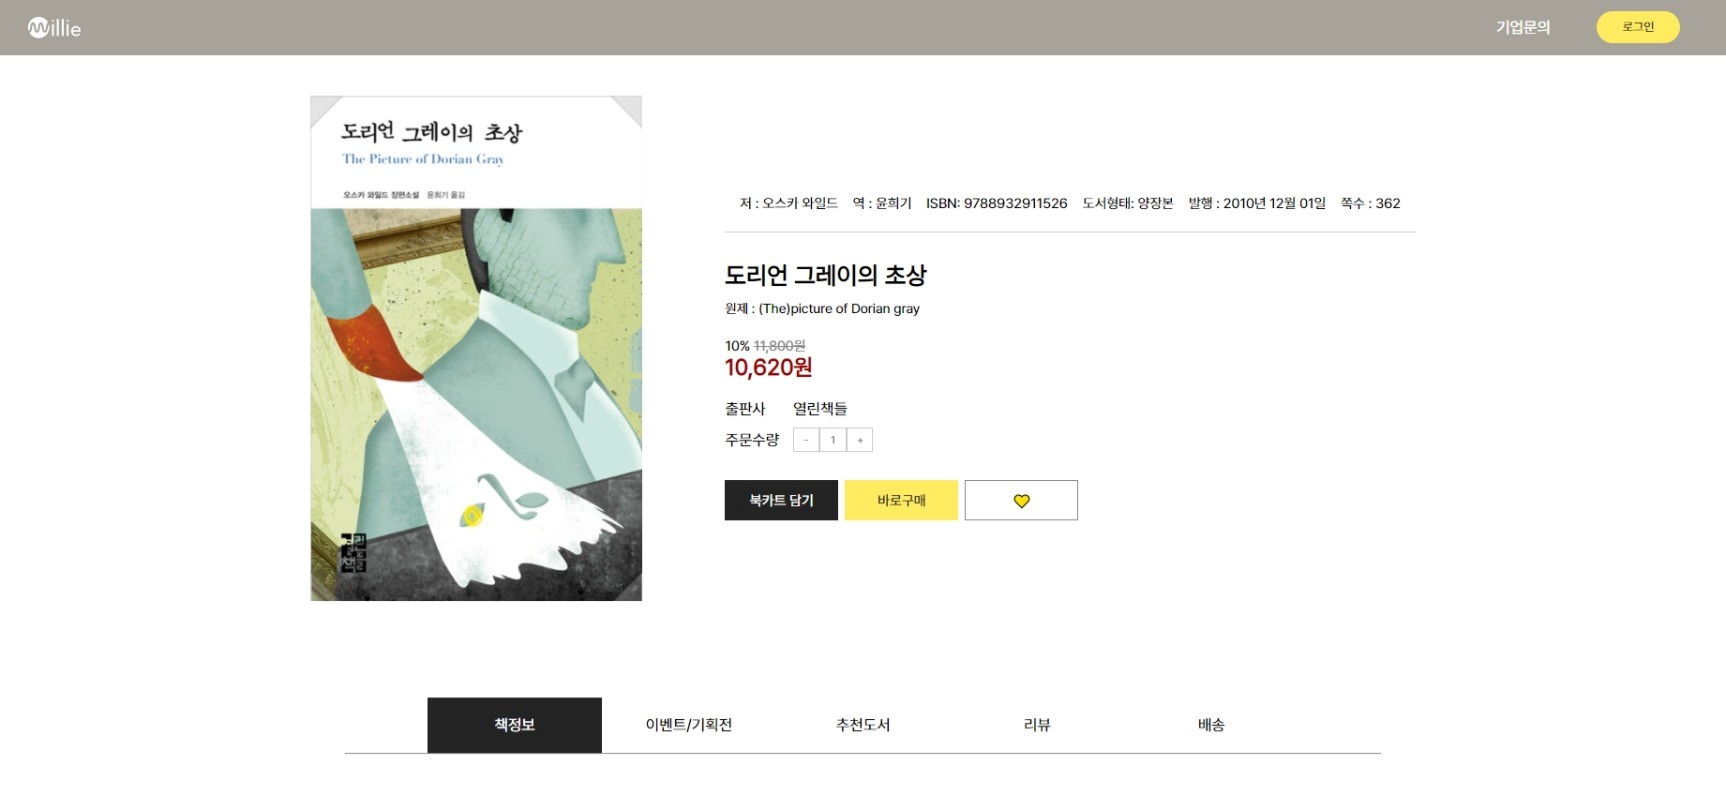 Millie
기업문의
로그인
도리언 그레이의 초상
The Picture of Dorian Gray
오스카 와일드 장편소설 윤희기 옮김
열린책들
저 : 오스카 와일드 역 : 윤희기 ISBN: 9788932911526 도서형태: 양장본 발행 : 2010년 12월 01일 쪽수 : 362
도리언 그레이의 초상
원제 : (The)picture of Dorian gray
10% 11,800원
10,620원
출판사 열린책들
주문수량 - 1 +
북카트 담기 바로구매
책정보 이벤트/기획전 추천도서 리뷰 배송